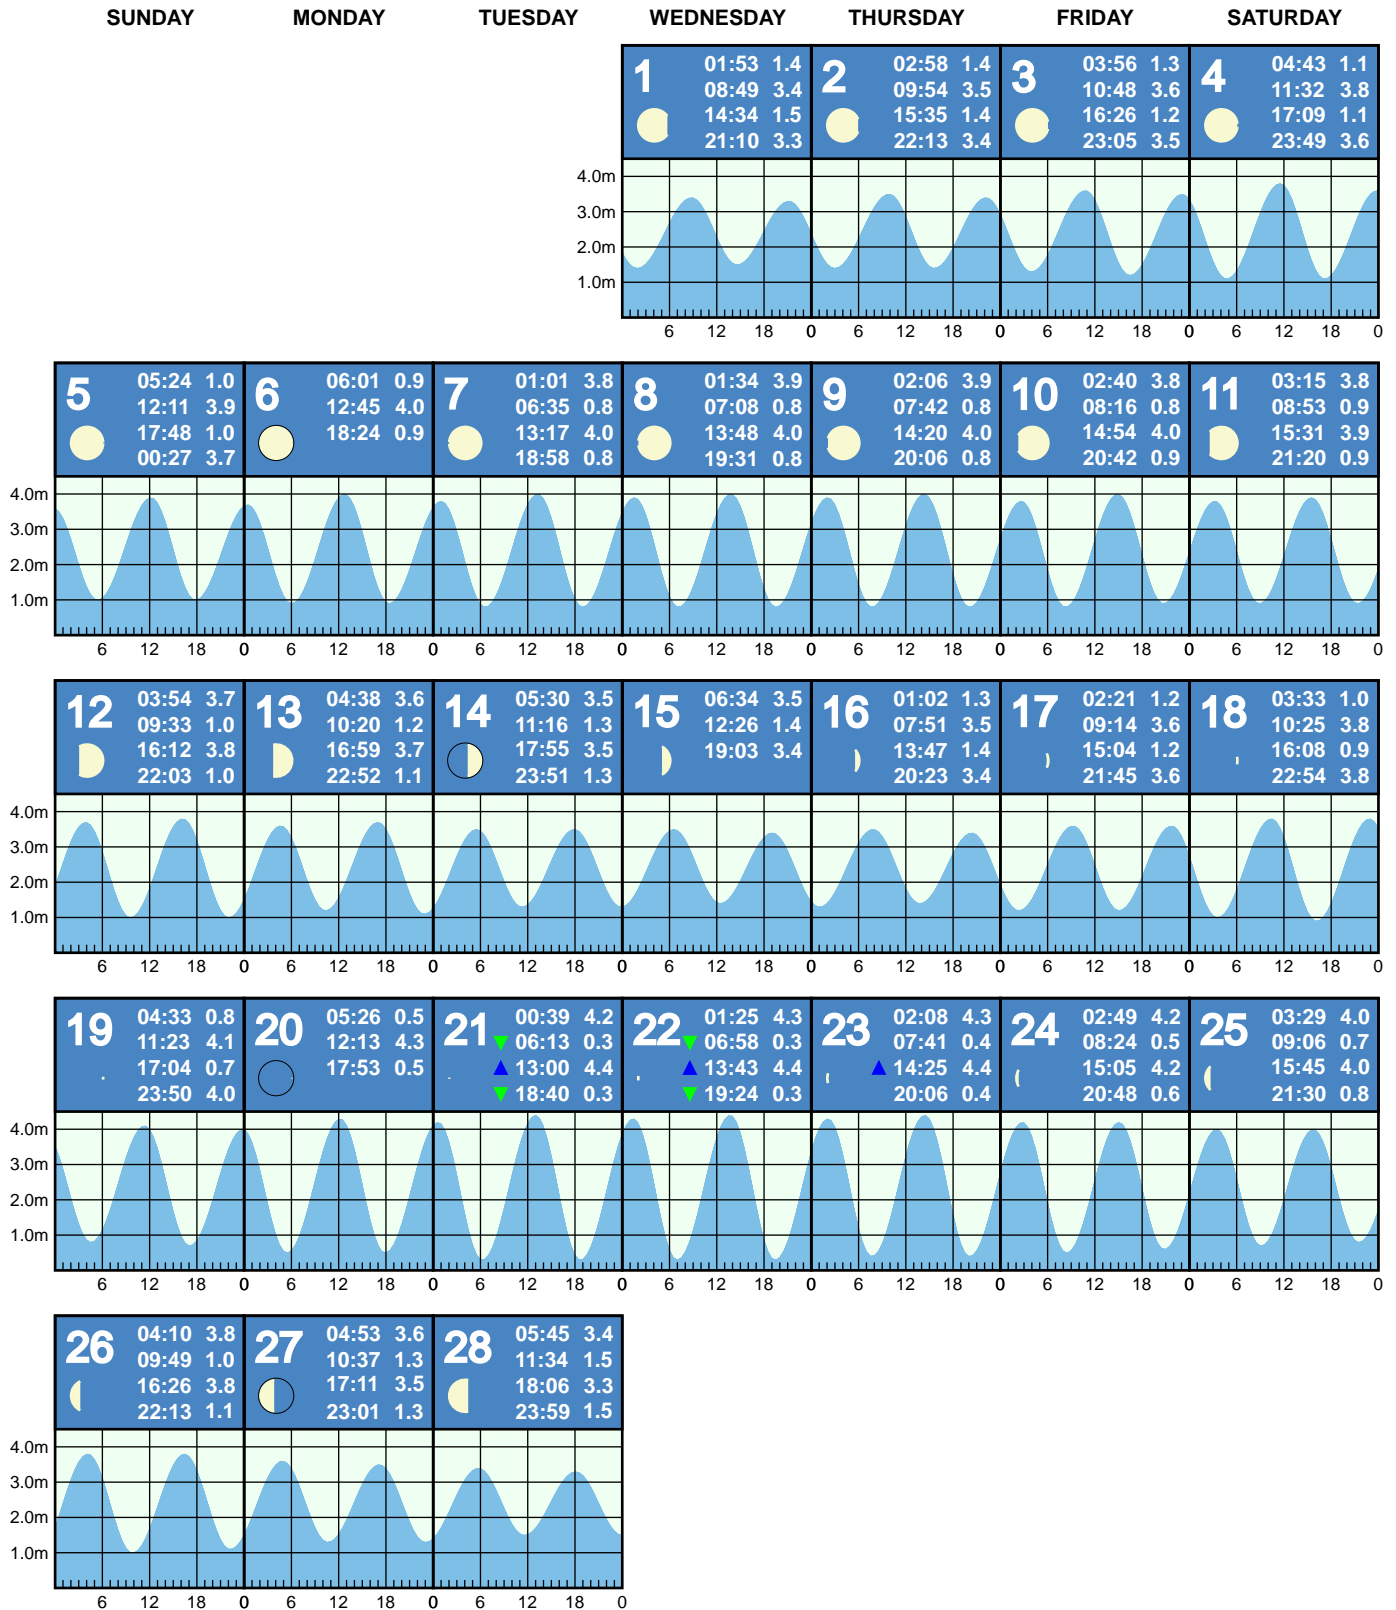 SUNDAY MONDAY TUESDAY WEDNESDAY THURSDAY FRIDAY SATURDAY
1 01:53 1.4
08:49 3.4
14:34 1.5
21:10 3.3
2 02:58 1.4
09:54 3.5
15:35 1.4
22:13 3.4
3 03:56 1.3
10:48 3.6
16:26 1.2
23:05 3.5
4 04:43 1.1
11:32 3.8
17:09 1.1
23:49 3.6
4.0m
3.0m
2.0m
1.0m
6 12 18 0 6 12 18 0 6 12 18 0 6 12 18 0
5 05:24 1.0
12:11 3.9
17:48 1.0
00:27 3.7
6 06:01 0.9
12:45 4.0
18:24 0.9
7 01:01 3.8
06:35 0.8
13:17 4.0
18:58 0.8
8 01:34 3.9
07:08 0.8
13:48 4.0
19:31 0.8
9 02:06 3.9
07:42 0.8
14:20 4.0
20:06 0.8
10 02:40 3.8
08:16 0.8
14:54 4.0
20:42 0.9
11 03:15 3.8
08:53 0.9
15:31 3.9
21:20 0.9
4.0m
3.0m
2.0m
1.0m
6 12 18 0 6 12 18 0 6 12 18 0 6 12 18 0 6 12 18 0 6 12 18 0 6 12 18 0
12 03:54 3.7
09:33 1.0
16:12 3.8
22:03 1.0
13 04:38 3.6
10:20 1.2
16:59 3.7
22:52 1.1
14 05:30 3.5
11:16 1.3
17:55 3.5
23:51 1.3
15 06:34 3.5
12:26 1.4
19:03 3.4
16 01:02 1.3
07:51 3.5
13:47 1.4
20:23 3.4
17 02:21 1.2
09:14 3.6
15:04 1.2
21:45 3.6
18 03:33 1.0
10:25 3.8
16:08 0.9
22:54 3.8
4.0m
3.0m
2.0m
1.0m
6 12 18 0 6 12 18 0 6 12 18 0 6 12 18 0 6 12 18 0 6 12 18 0 6 12 18 0
19 04:33 0.8
11:23 4.1
17:04 0.7
23:50 4.0
20 05:26 0.5
12:13 4.3
17:53 0.5
21 00:39 4.2
06:13 0.3
13:00 4.4
18:40 0.3
22 01:25 4.3
06:58 0.3
13:43 4.4
19:24 0.3
23 02:08 4.3
07:41 0.4
14:25 4.4
20:06 0.4
24 02:49 4.2
08:24 0.5
15:05 4.2
20:48 0.6
25 03:29 4.0
09:06 0.7
15:45 4.0
21:30 0.8
4.0m
3.0m
2.0m
1.0m
6 12 18 0 6 12 18 0 6 12 18 0 6 12 18 0 6 12 18 0 6 12 18 0 6 12 18 0
26 04:10 3.8
09:49 1.0
16:26 3.8
22:13 1.1
27 04:53 3.6
10:37 1.3
17:11 3.5
23:01 1.3
28 05:45 3.4
11:34 1.5
18:06 3.3
23:59 1.5
4.0m
3.0m
2.0m
1.0m
6 12 18 0 6 12 18 0 6 12 18 0